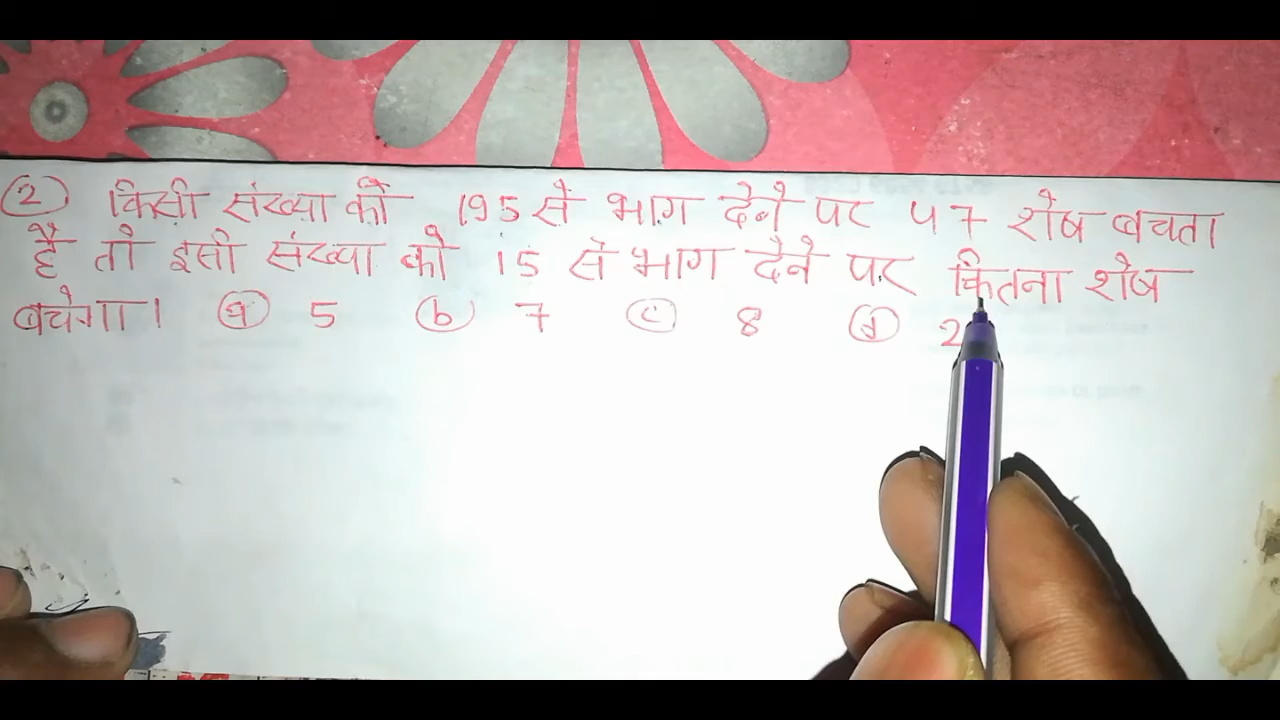 ② किसी संख्या को 195 से भाग देने पर 47 शेष बचता
है तो इसी संख्या को 15 से भाग देने पर कितना शेष
बचेगा। ⓐ 5 ⓑ 7 ⓒ 8 ⓓ 2